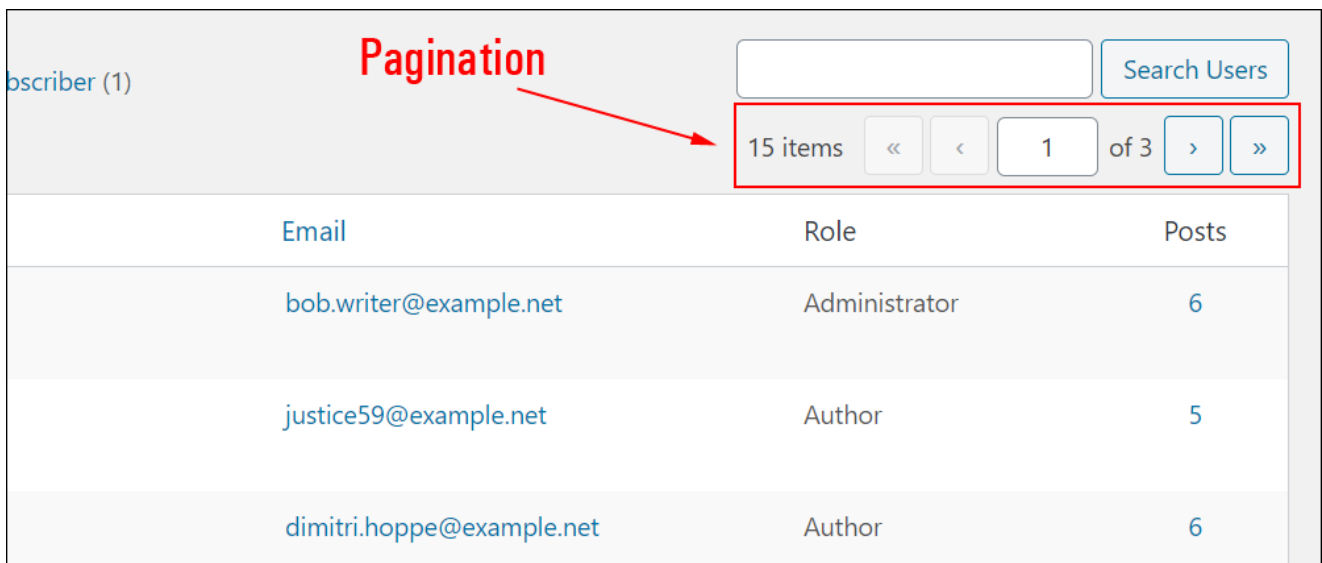 Pagination
bscriber (1)
Search Users
15 items « ‹ 1 of 3 › »
Email Role Posts
bob.writer@example.net Administrator 6
justice59@example.net Author 5
dimitri.hoppe@example.net Author 6